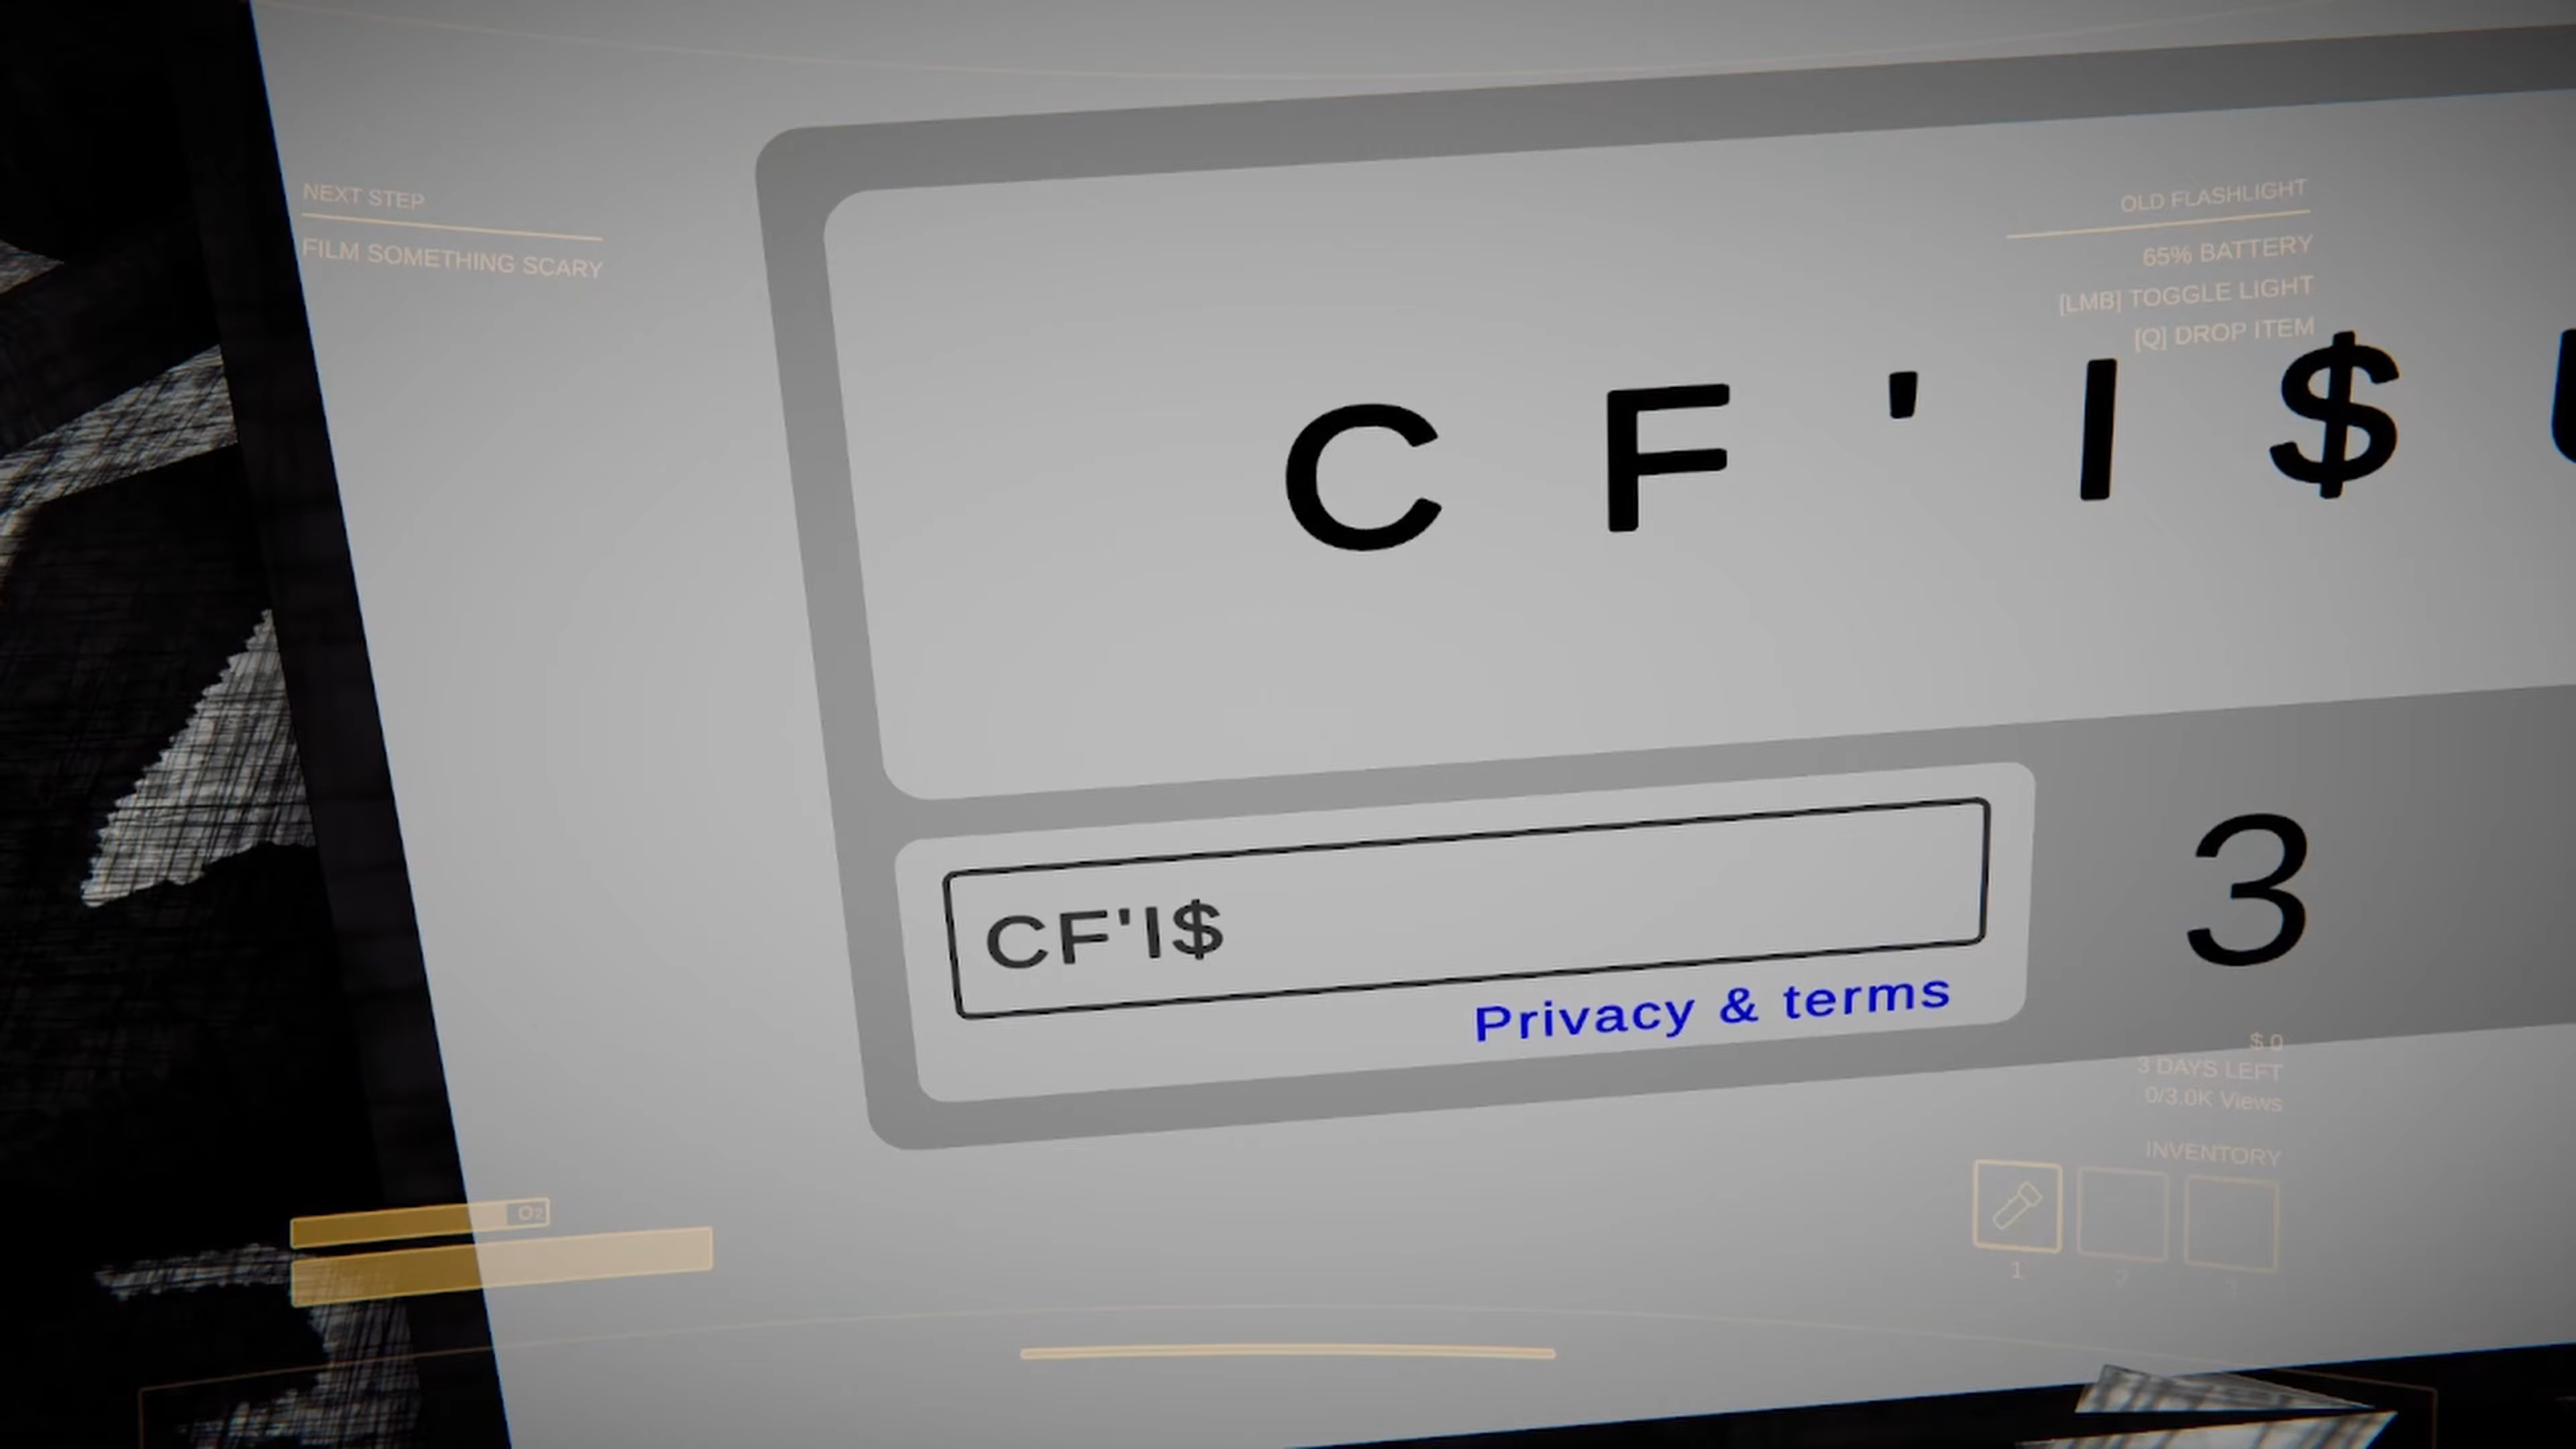 NEXT STEP
FILM SOMETHING SCARY
OLD FLASHLIGHT
65% BATTERY
[LMB] TOGGLE LIGHT
[Q] DROP ITEM
C F ' I $
CF'I$
3
Privacy & terms
$ 0
3 DAYS LEFT
0/3.0K Views
INVENTORY
O2
1